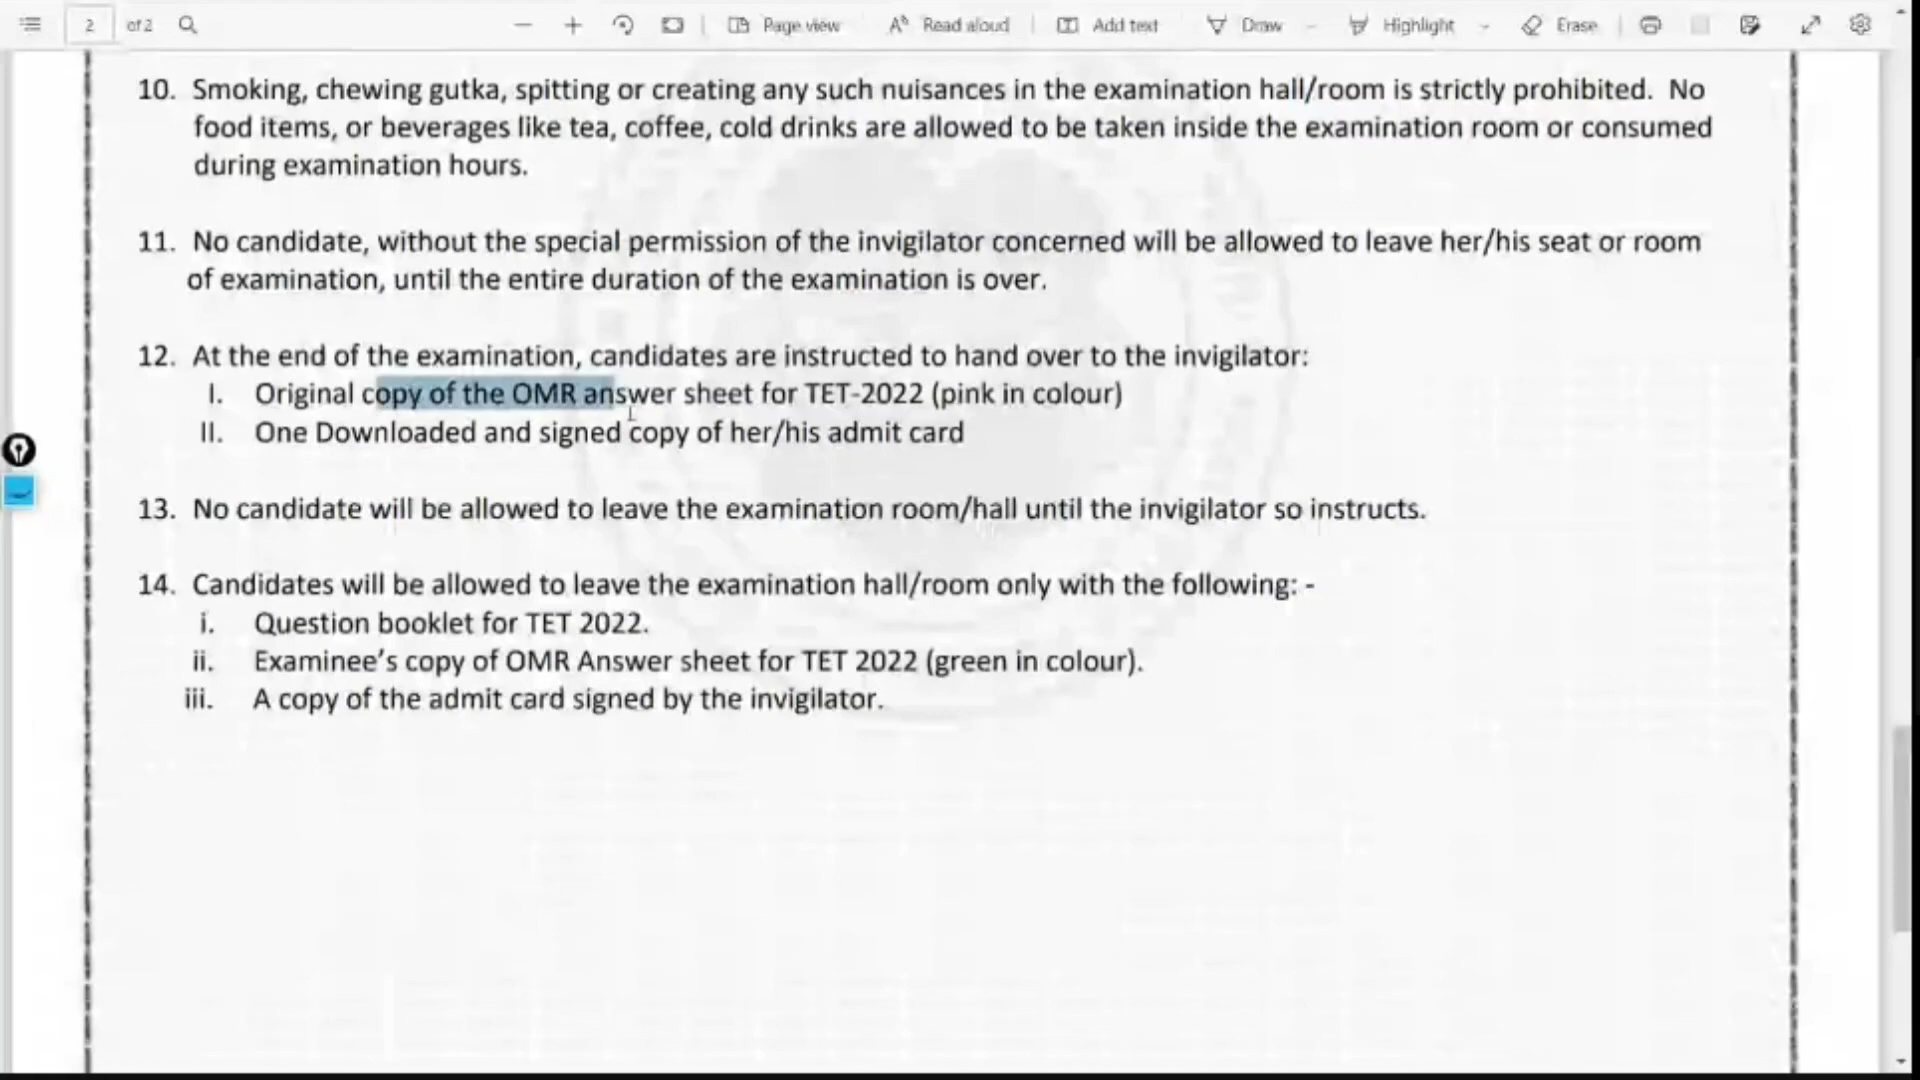 2 of 2 Page view Read aloud Add text Draw Highlight Erase
10. Smoking, chewing gutka, spitting or creating any such nuisances in the examination hall/room is strictly prohibited. No
food items, or beverages like tea, coffee, cold drinks are allowed to be taken inside the examination room or consumed
during examination hours.
11. No candidate, without the special permission of the invigilator concerned will be allowed to leave her/his seat or room
of examination, until the entire duration of the examination is over.
12. At the end of the examination, candidates are instructed to hand over to the invigilator:
I. Original copy of the OMR answer sheet for TET-2022 (pink in colour)
II. One Downloaded and signed copy of her/his admit card
13. No candidate will be allowed to leave the examination room/hall until the invigilator so instructs.
14. Candidates will be allowed to leave the examination hall/room only with the following: -
i. Question booklet for TET 2022.
ii. Examinee’s copy of OMR Answer sheet for TET 2022 (green in colour).
iii. A copy of the admit card signed by the invigilator.